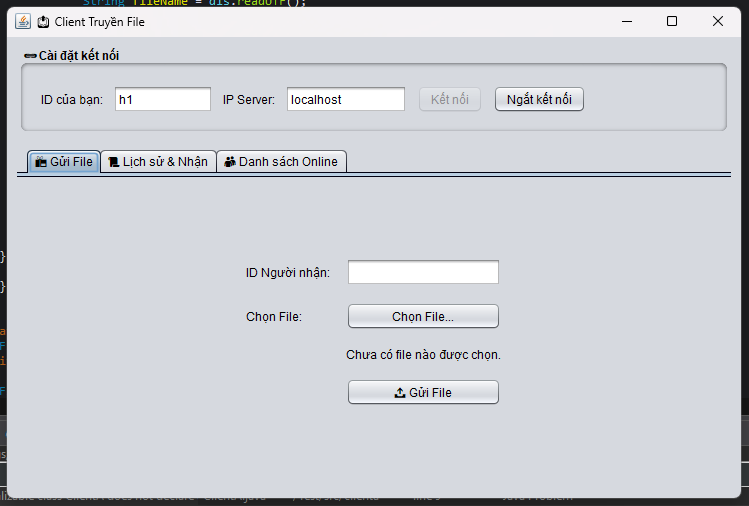 String fileName = dis.readUTF();
Client Truyền File
Cài đặt kết nối
ID của bạn: h1 IP Server: localhost Kết nối Ngắt kết nối
Gửi File Lịch sử & Nhận Danh sách Online
}
}
ID Người nhận:
Chọn File: Chọn File...
Chưa có file nào được chọn.
Gửi File